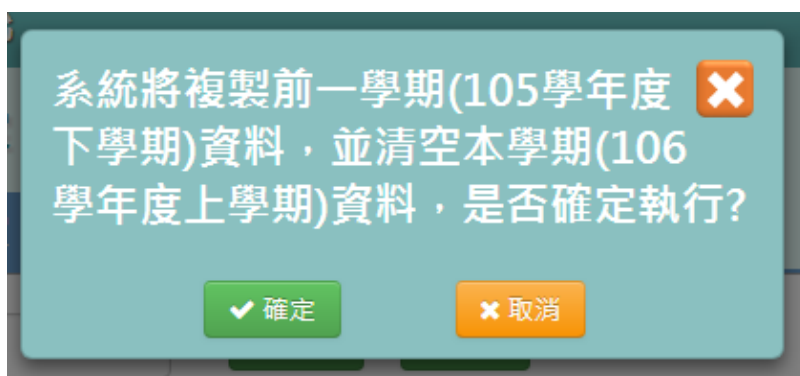 系統將複製前一學期(105學年度
下學期)資料，並清空本學期(106
學年度上學期)資料，是否確定執行?
確定
取消